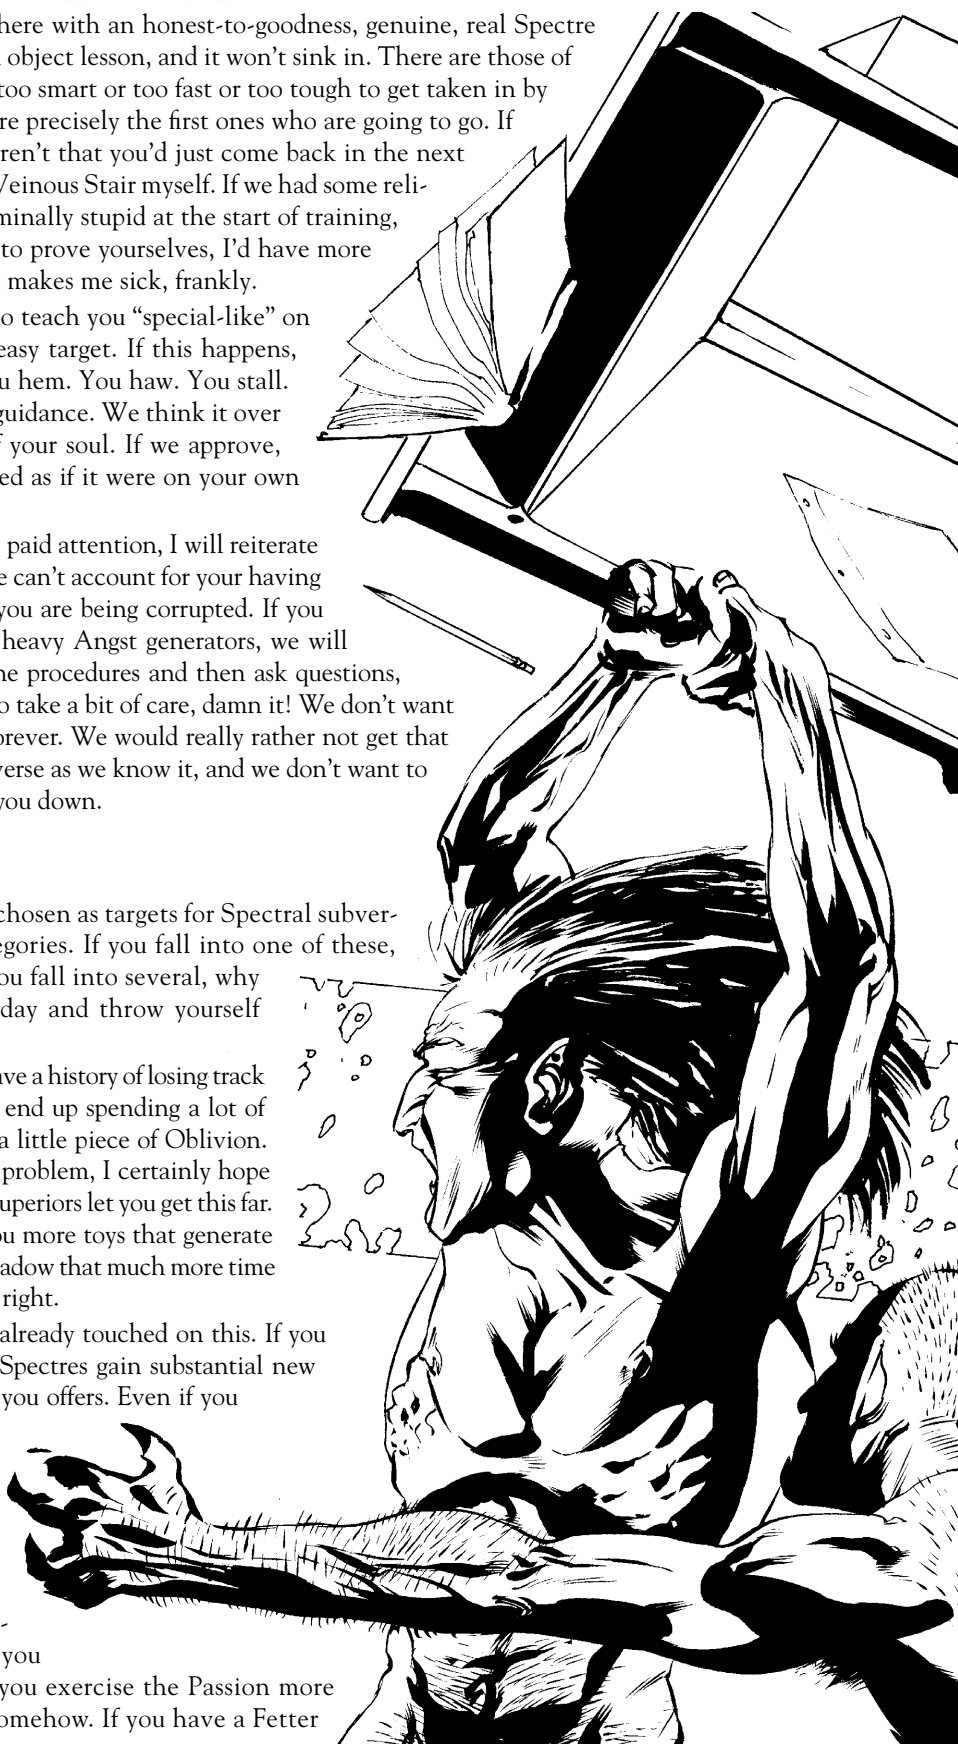 here with an honest-to-goodness, genuine, real Spectre
object lesson, and it won't sink in. There are those of
too smart or too fast or too tough to get taken in by
re precisely the first ones who are going to go. If
ren't that you'd just come back in the next
Veinous Stair myself. If we had some reli-
minally stupid at the start of training,
to prove yourselves, I'd have more
makes me sick, frankly.
o teach you “special-like” on
easy target. If this happens,
u hem. You haw. You stall.
guidance. We think it over
f your soul. If we approve,
ed as if it were on your own
paid attention, I will reiterate
e can't account for your having
you are being corrupted. If you
heavy Angst generators, we will
ne procedures and then ask questions,
o take a bit of care, damn it! We don't want
orever. We would really rather not get that
verse as we know it, and we don't want to
you down.
chosen as targets for Spectral subver-
egories. If you fall into one of these,
ou fall into several, why
day and throw yourself
ave a history of losing track
end up spending a lot of
a little piece of Oblivion.
problem, I certainly hope
uperiors let you get this far.
ou more toys that generate
adow that much more time
right.
already touched on this. If you
Spectres gain substantial new
you offers. Even if you
-
you
you exercise the Passion more
omehow. If you have a Fetter